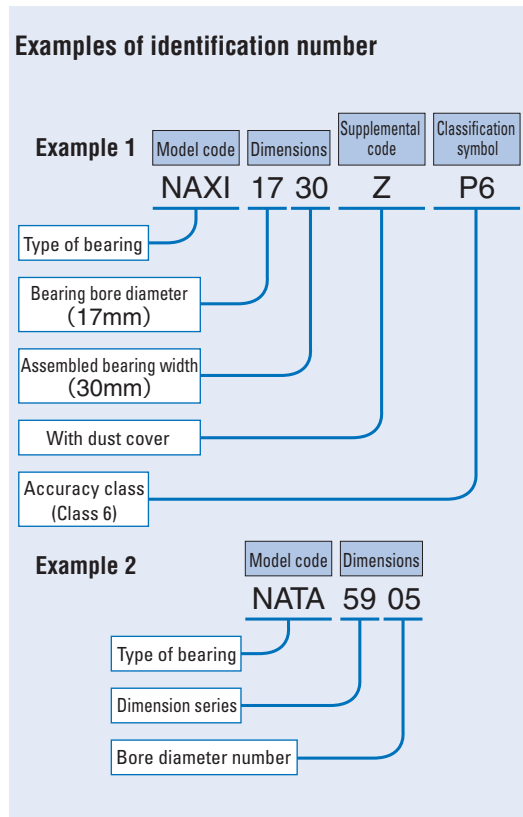 Examples of identification number
Example 1
Model code
Dimensions
Supplemental
code
Classification
symbol
NAXI 17 30 Z P6
Type of bearing
Bearing bore diameter
(17mm)
Assembled bearing width
(30mm)
With dust cover
Accuracy class
(Class 6)
Example 2
Model code
Dimensions
NATA 59 05
Type of bearing
Dimension series
Bore diameter number